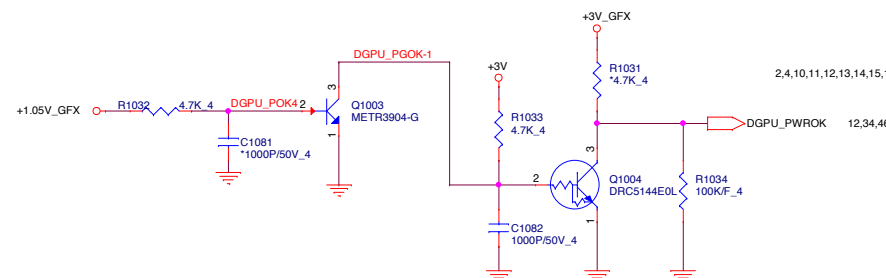 +3V_GFX
DGPU_PGOK-1
+3V
R1031
*4.7K_4
2,4,10,11,12,13,14,15,1
3
Q1003
METR3904-G
+1.05V_GFX
R1032
4.7K_4
DGPU_POK4
2
1
R1033
4.7K_4
DGPU_PWROK
12,34,46
C1081
*1000P/50V_4
3
2
Q1004
DRC5144E0L
R1034
100K/F_4
1
C1082
1000P/50V_4